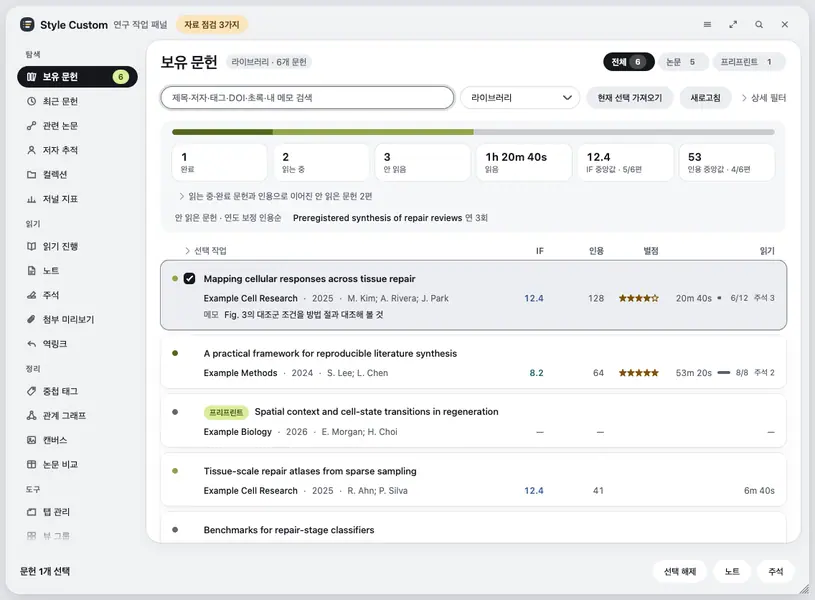 Style Custom 연구 작업 패널 자료 점검 3가지
탐색
보유 문헌 6
최근 문헌
관련 논문
저자 추적
컬렉션
저널 지표
읽기
읽기 진행
노트
주석
첨부 미리보기
역링크
정리
중첩 태그
관계 그래프
캔버스
논문 비교
도구
탭 관리
뷰 그룹
보유 문헌 라이브러리 · 6개 문헌
전체 6 논문 5 프리프린트 1
제목·저자·태그·DOI·초록·내 메모 검색 라이브러리 현재 선택 가져오기 새로고침 상세 필터
1 2 3 1h 20m 40s 12.4 53
완료 읽는 중 안 읽음 읽음 IF 중앙값 · 5/6편 인용 중앙값 · 4/6편
읽는 중·완료 문헌과 인용으로 이어진 안 읽은 문헌 2편
안 읽은 문헌 · 연도 보정 인용순 Preregistered synthesis of repair reviews 연 3회
선택 작업 IF 인용 별점 읽기
Mapping cellular responses across tissue repair
Example Cell Research · 2025 · M. Kim; A. Rivera; J. Park 12.4 128 ★★★★☆ 20m 40s 6/12 주석 3
메모 Fig. 3의 대조군 조건을 방법 절과 대조해 볼 것
A practical framework for reproducible literature synthesis
Example Methods · 2024 · S. Lee; L. Chen 8.2 64 ★★★★★ 53m 20s 8/8 주석 2
프리프린트 Spatial context and cell-state transitions in regeneration
Example Biology · 2026 · E. Morgan; H. Choi — — —
Tissue-scale repair atlases from sparse sampling
Example Cell Research · 2025 · R. Ahn; P. Silva 12.4 41 6m 40s
Benchmarks for repair-stage classifiers
문헌 1개 선택 선택 해제 노트 주석